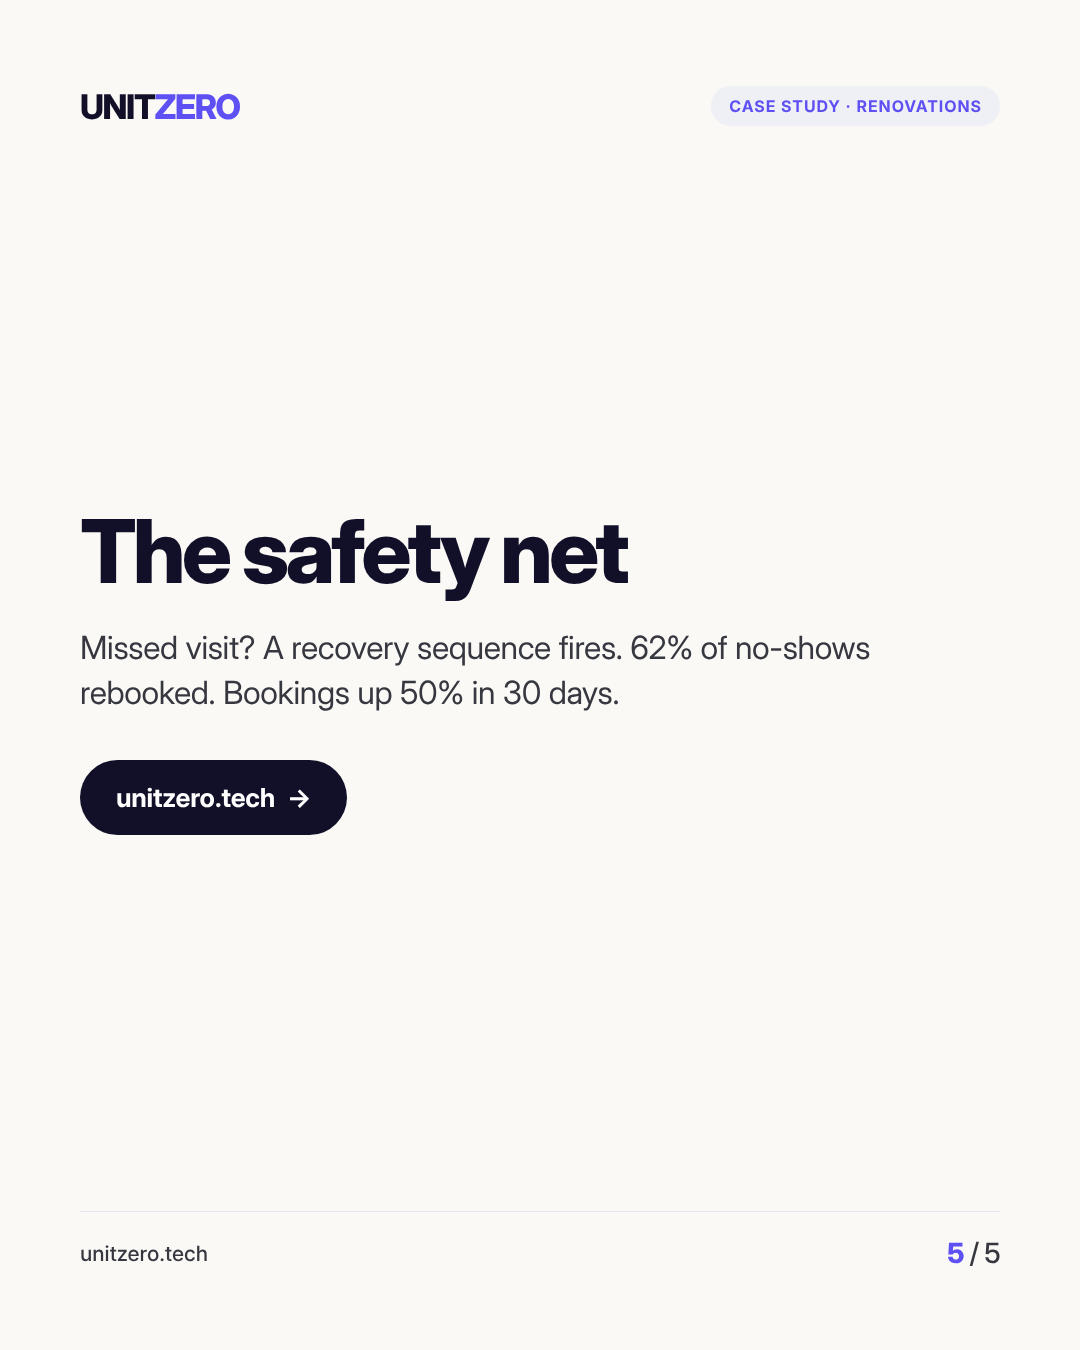 UNITZERO
CASE STUDY · RENOVATIONS
The safety net
Missed visit? A recovery sequence fires. 62% of no-shows
rebooked. Bookings up 50% in 30 days.
unitzero.tech →
unitzero.tech
5 / 5